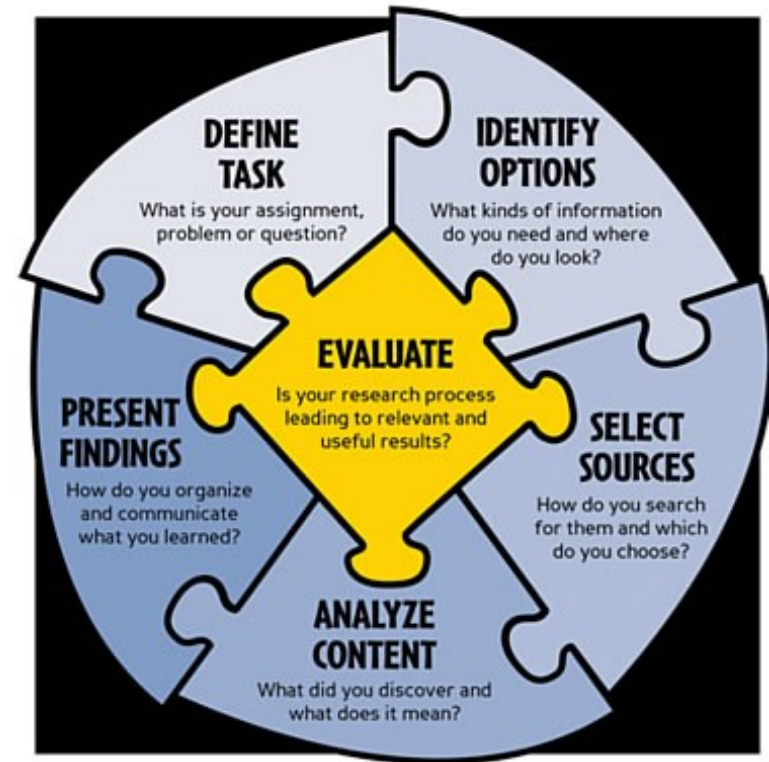 DEFINE
TASK
What is your assignment,
problem or question?
IDENTIFY
OPTIONS
What kinds of information
do you need and where
do you look?
SELECT
SOURCES
How do you search
for them and which
do you choose?
ANALYZE
CONTENT
What did you discover and
what does it mean?
PRESENT
FINDINGS
How do you organize
and communicate
what you learned?
EVALUATE
Is your research process
leading to relevant and
useful results?